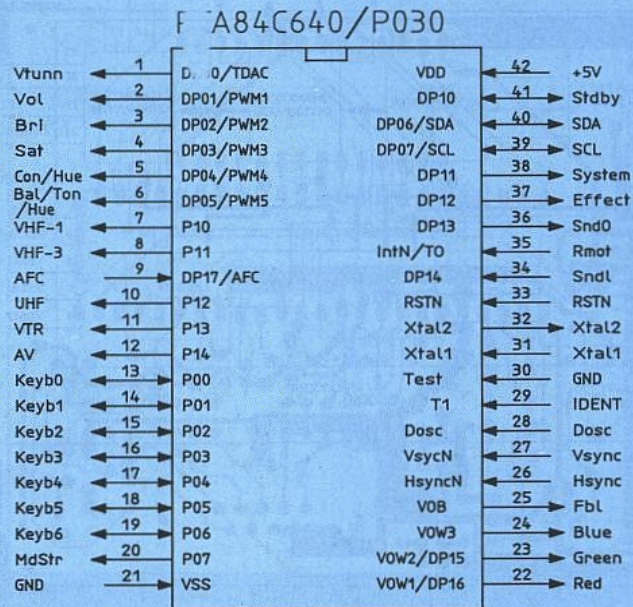 A84C640/P030
Vtunn 1 0/TDAC VDD 42 +5V
Vol 2 DP01/PWM1 DP10 41 Stdby
Bri 3 DP02/PWM2 DP06/SDA 40 SDA
Sat 4 DP03/PWM3 DP07/SCL 39 SCL
Con/Hue 5 DP04/PWM4 DP11 38 System
Bal/Ton
/Hue 6 DP05/PWM5 DP12 37 Effect
VHF-1 7 P10 DP13 36 Snd0
VHF-3 8 P11 IntN/TO 35 Rmot
AFC 9 DP17/AFC DP14 34 Sndl
UHF 10 P12 RSTN 33 RSTN
VTR 11 P13 Xtal2 32 Xtal2
AV 12 P14 Xtal1 31 Xtal1
Keyb0 13 P00 Test 30 GND
Keyb1 14 P01 T1 29 IDENT
Keyb2 15 P02 Dosc 28 Dosc
Keyb3 16 P03 VsycN 27 Vsync
Keyb4 17 P04 HsyncN 26 Hsync
Keyb5 18 P05 VOB 25 Fbl
Keyb6 19 P06 VOW3 24 Blue
MdStr 20 P07 VOW2/DP15 23 Green
GND 21 VSS VOW1/DP16 22 Red